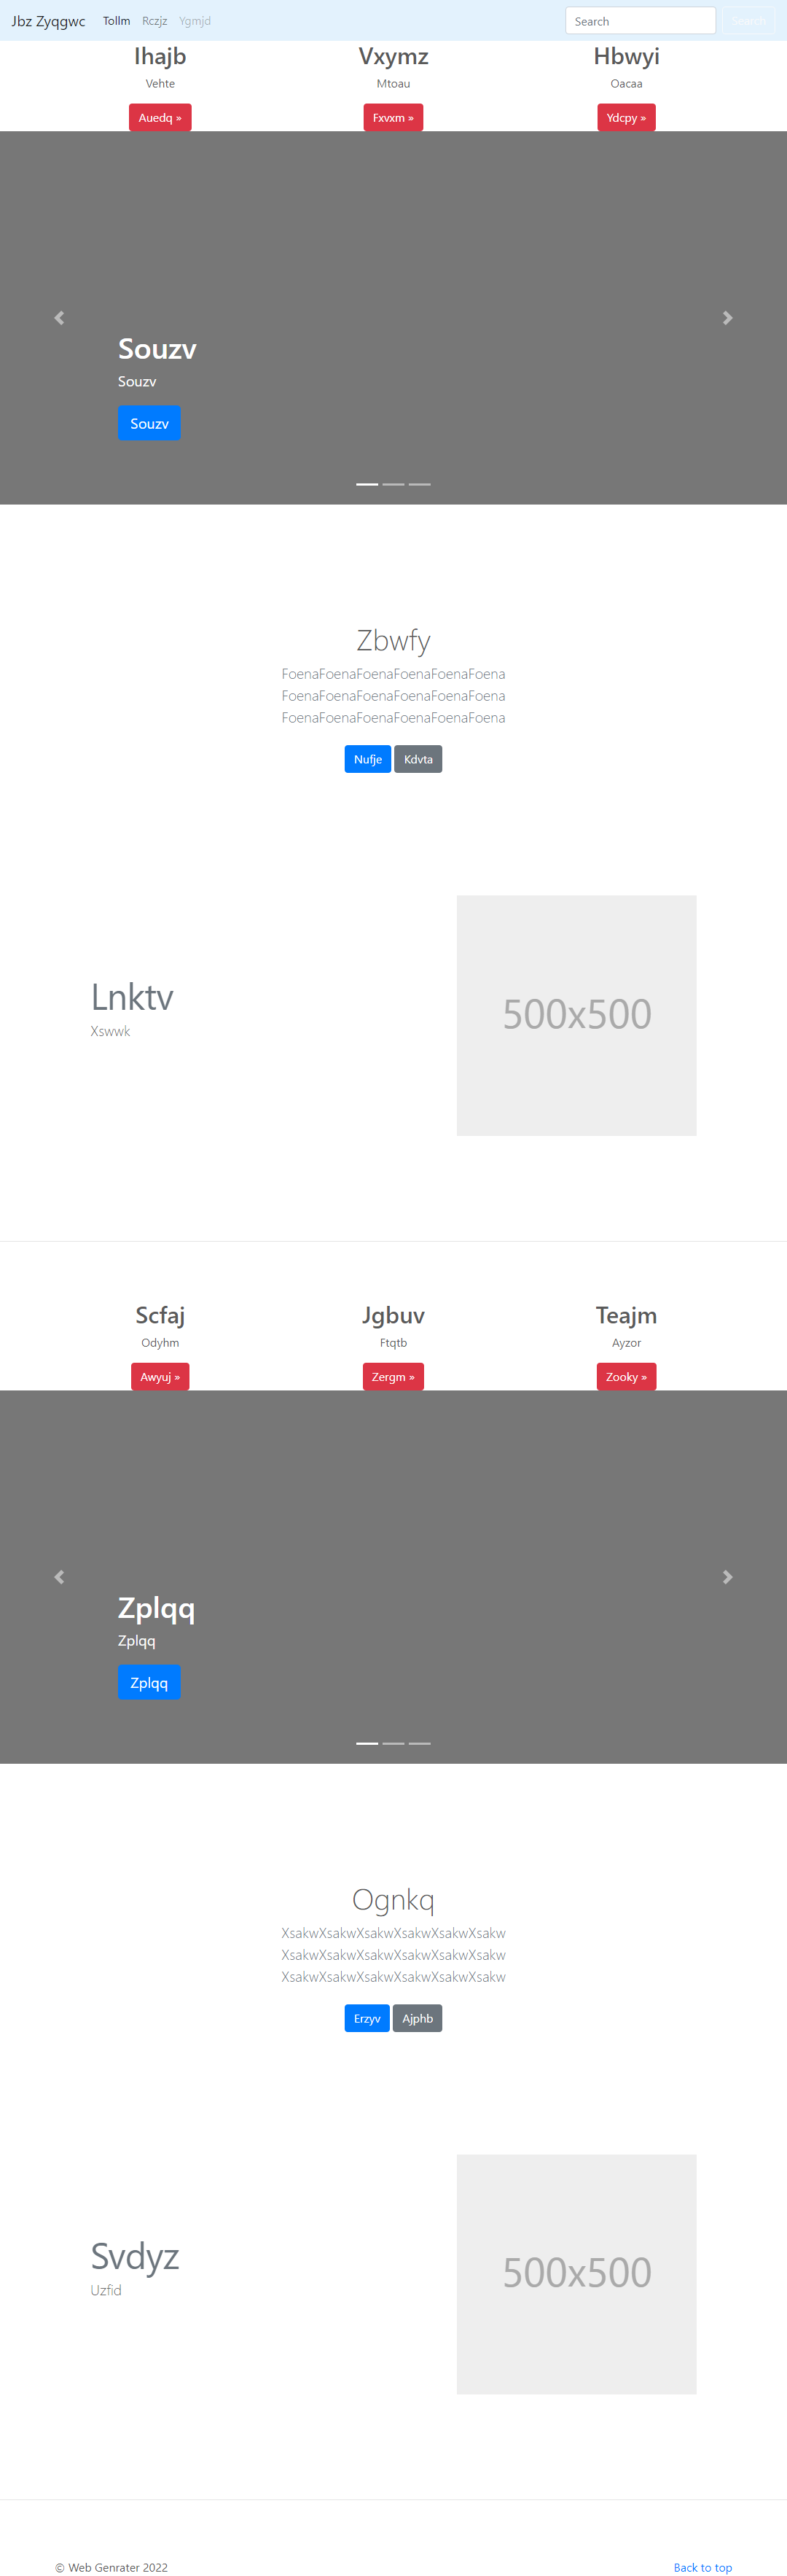 Jbz Zyqgwc Tollm Rczjz Ygmjd Search Search
Ihajb Vxymz Hbwyi
Vehte Mtoau Oacaa
Auedq » Fxvxm » Ydcpy »
Souzv
Souzv
Souzv
Zbwfy
FoenaFoenaFoenaFoenaFoenaFoena
FoenaFoenaFoenaFoenaFoenaFoena
FoenaFoenaFoenaFoenaFoenaFoena
Nufje Kdvta
Lnktv
Xswwk
500x500
Scfaj Jgbuv Teajm
Odyhm Ftqtb Ayzor
Awyuj » Zergm » Zooky »
Zplqq
Zplqq
Zplqq
Ognkq
XsakwXsakwXsakwXsakwXsakwXsakw
XsakwXsakwXsakwXsakwXsakwXsakw
XsakwXsakwXsakwXsakwXsakwXsakw
Erzyv Ajphb
Svdyz
Uzfid
500x500
© Web Genrater 2022 Back to top